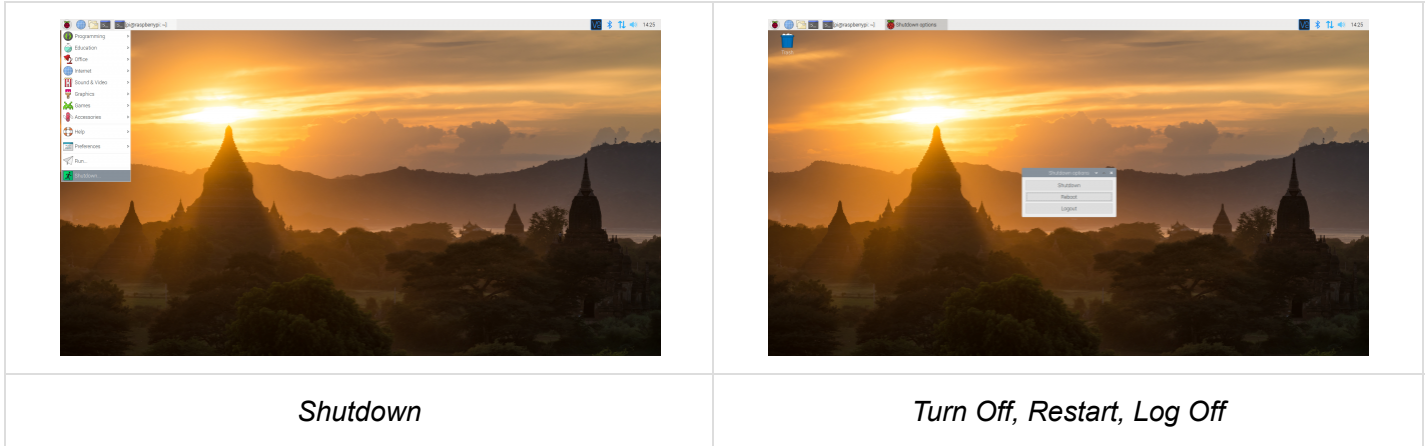 pi@raspberrypi: ~
14:25
Programming
Education
Office
Internet
Sound & Video
Graphics
Games
Accessories
Help
Preferences
Run...
Shutdown...
Shutdown
pi@raspberrypi: ~
Shutdown options
14:25
Trash
Shutdown options
Shutdown
Reboot
Logout
Turn Off, Restart, Log Off